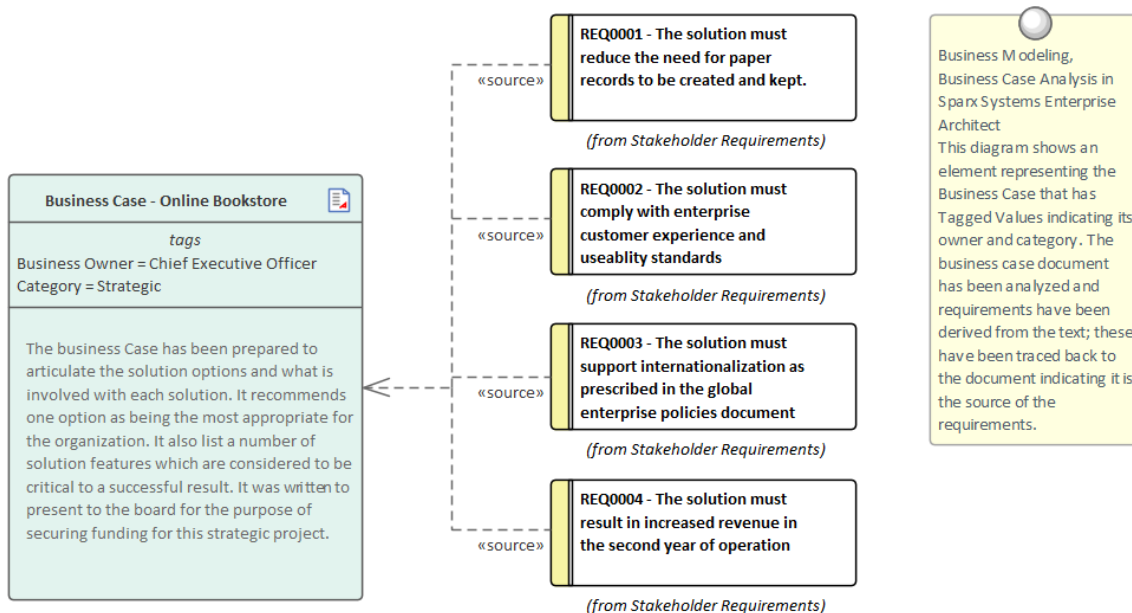 Business Case - Online Bookstore
tags
Business Owner = Chief Executive Officer
Category = Strategic
The business Case has been prepared to
articulate the solution options and what is
involved with each solution. It recommends
one option as being the most appropriate for
the organization. It also list a number of
solution features which are considered to be
critical to a successful result. It was written to
present to the board for the purpose of
securing funding for this strategic project.
«source»
REQ0001 - The solution must
reduce the need for paper
records to be created and kept.
(from Stakeholder Requirements)
«source»
REQ0002 - The solution must
comply with enterprise
customer experience and
useablity standards
(from Stakeholder Requirements)
«source»
REQ0003 - The solution must
support internationalization as
prescribed in the global
enterprise policies document
(from Stakeholder Requirements)
«source»
REQ0004 - The solution must
result in increased revenue in
the second year of operation
(from Stakeholder Requirements)
Business Modeling,
Business Case Analysis in
Sparx Systems Enterprise
Architect
This diagram shows an
element representing the
Business Case that has
Tagged Values indicating its
owner and category. The
business case document
has been analyzed and
requirements have been
derived from the text; these
have been traced back to
the document indicating it is
the source of the
requirements.